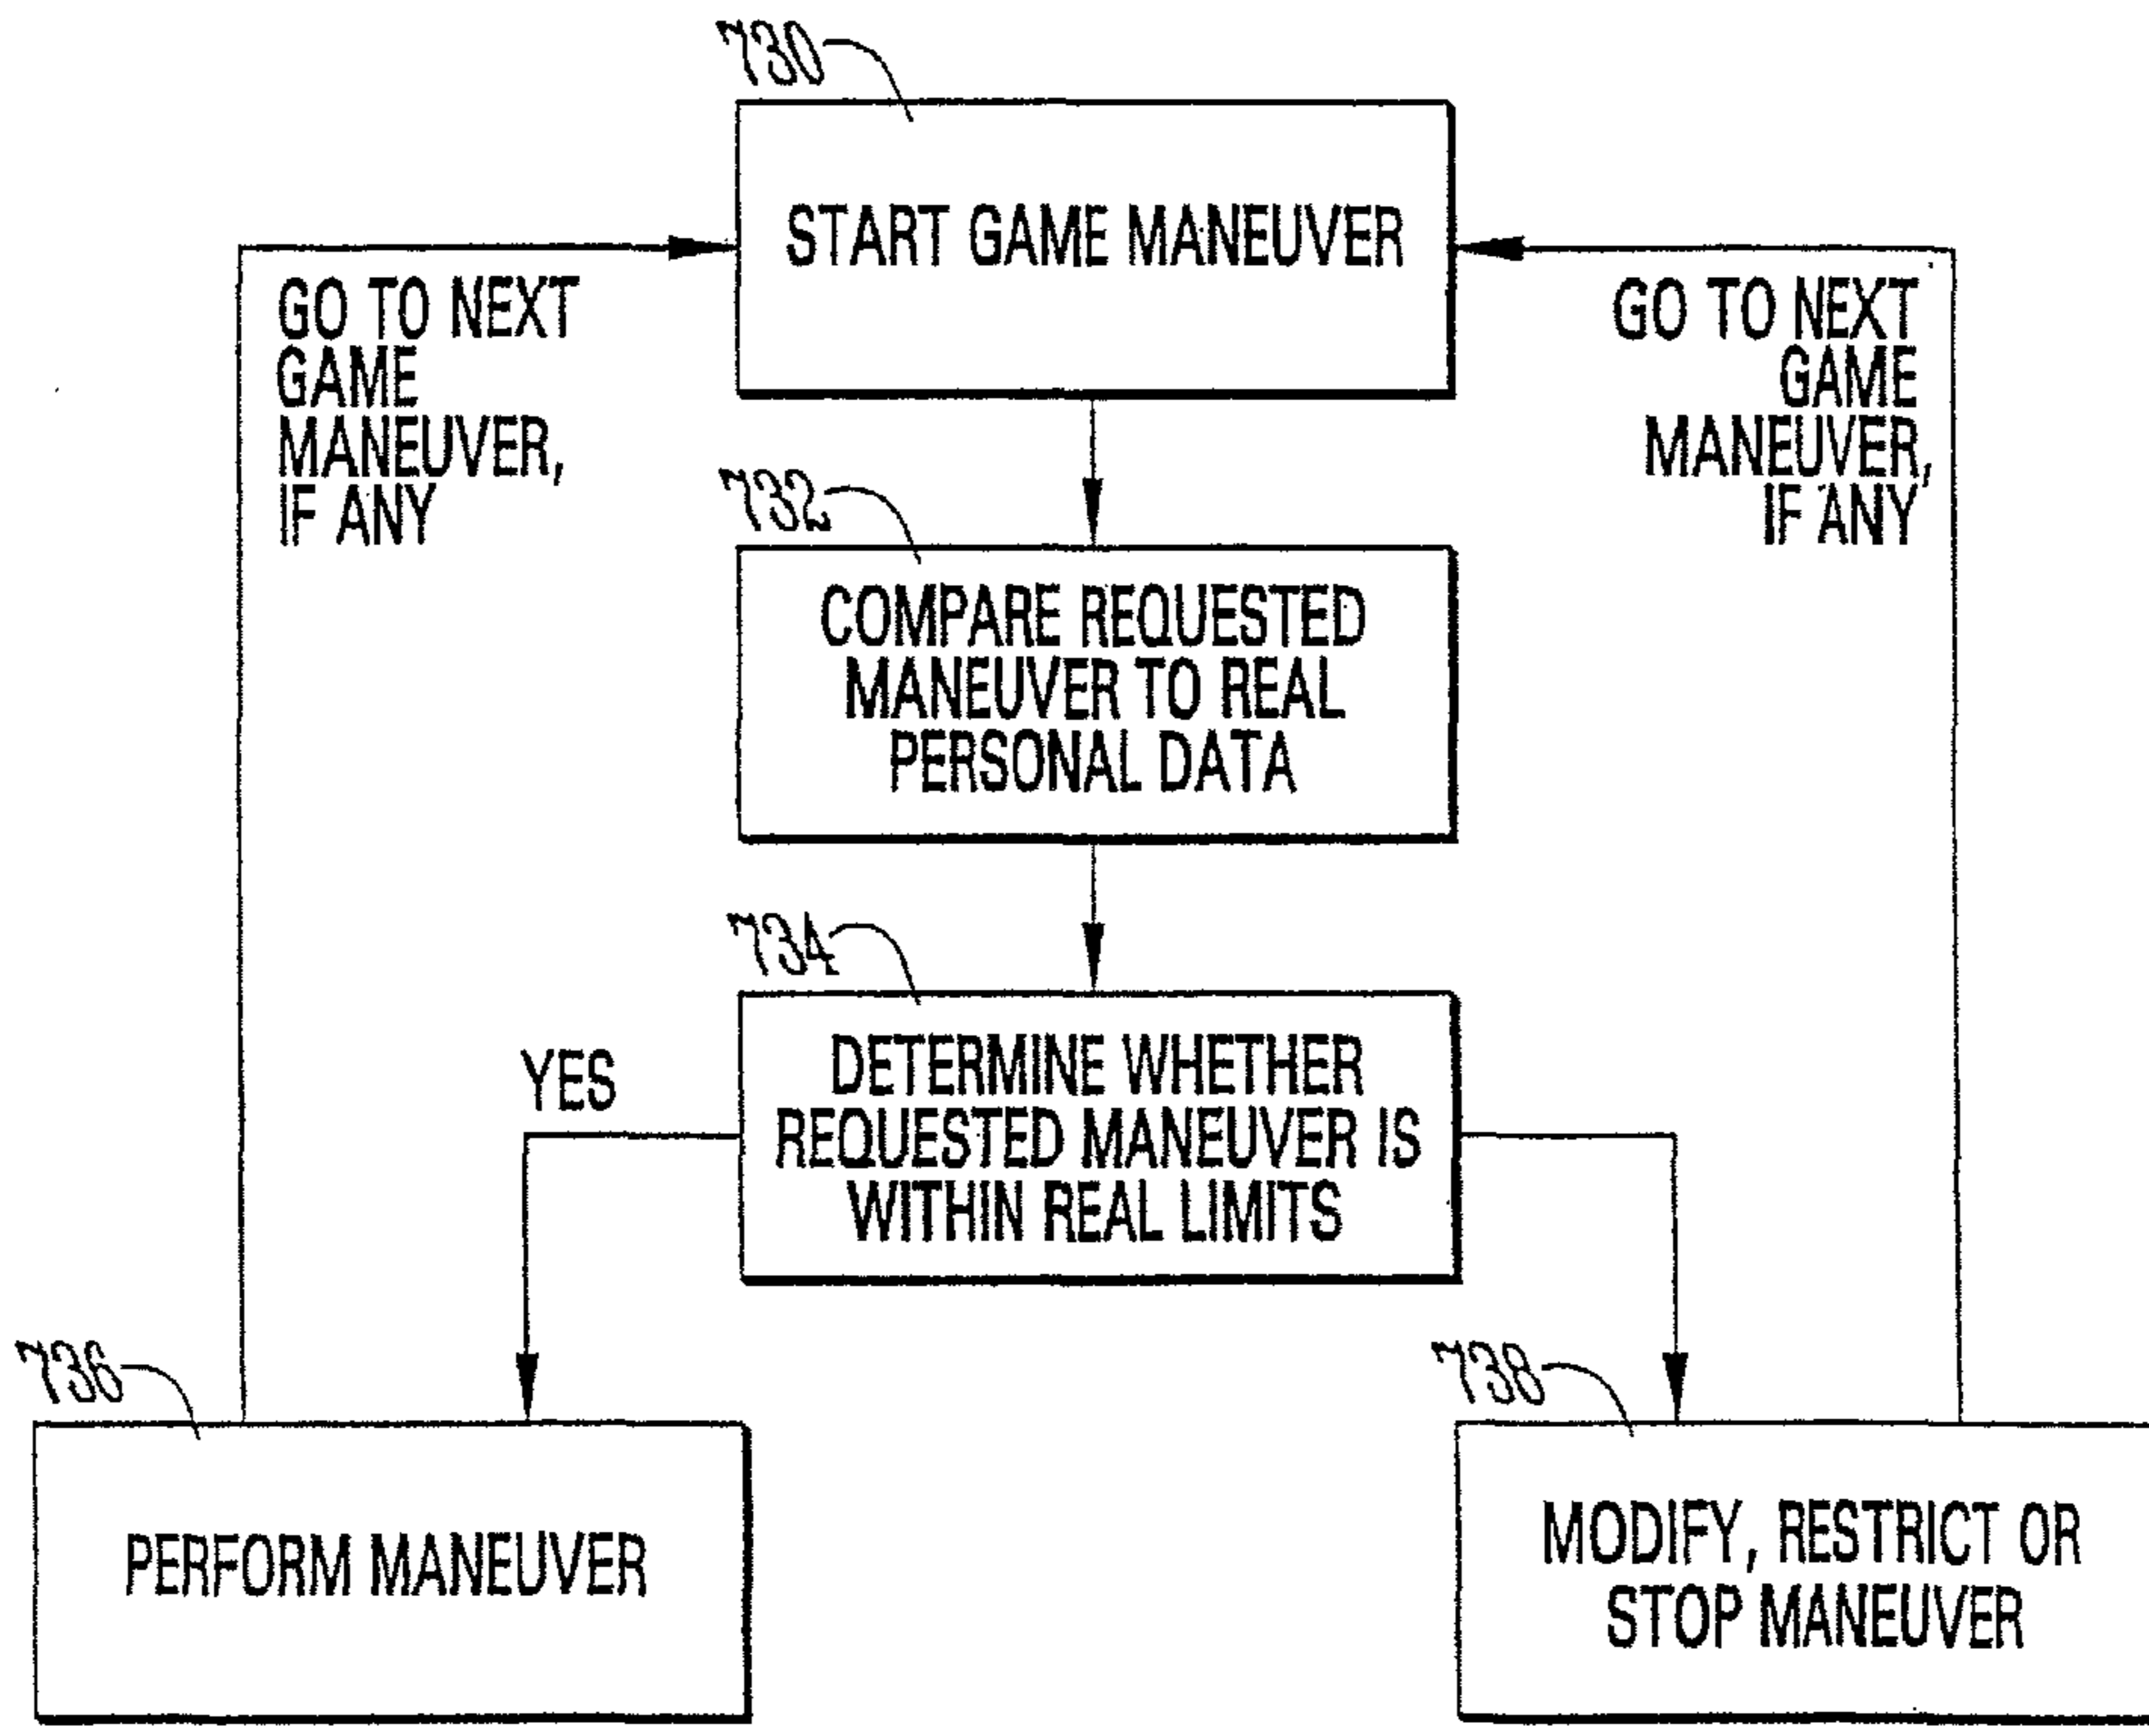 730
START GAME MANEUVER
GO TO NEXT
GAME
MANEUVER,
IF ANY
GO TO NEXT
GAME
MANEUVER,
IF ANY
732
COMPARE REQUESTED
MANEUVER TO REAL
PERSONAL DATA
734
DETERMINE WHETHER
REQUESTED MANEUVER IS
WITHIN REAL LIMITS
YES
736
PERFORM MANEUVER
738
MODIFY, RESTRICT OR
STOP MANEUVER